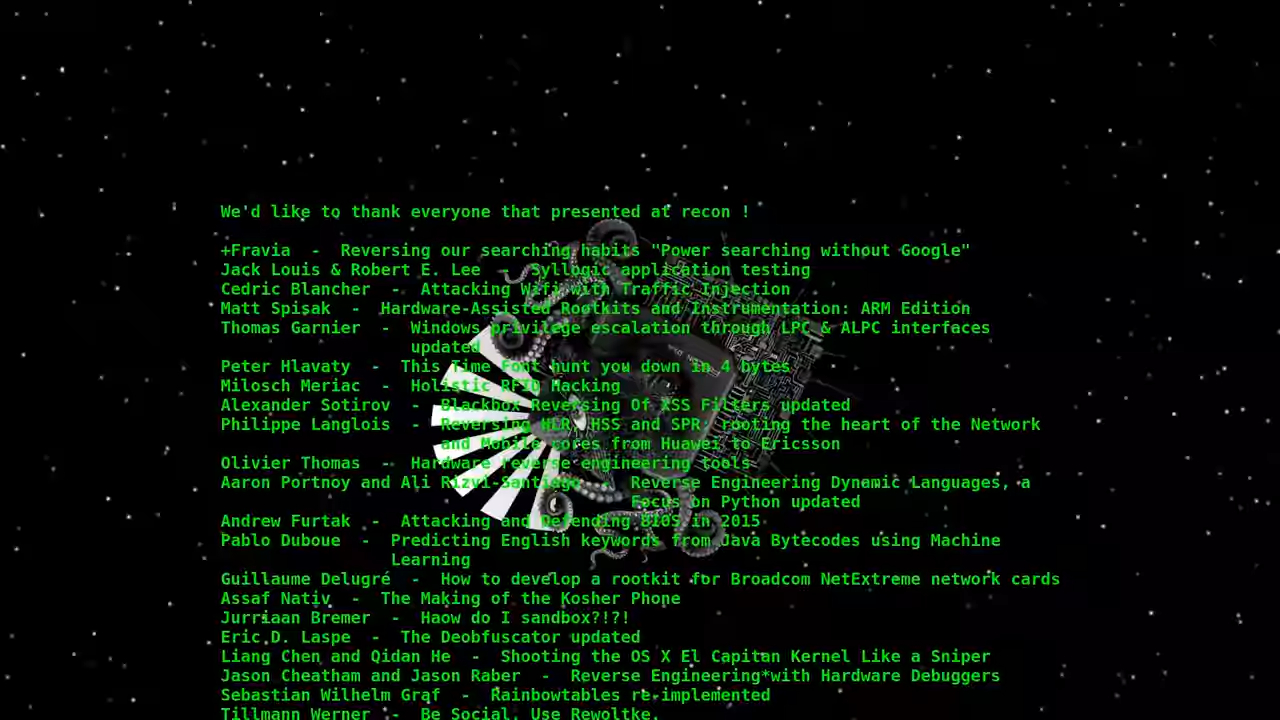 We'd like to thank everyone that presented at recon !
+Fravia  -  Reversing our searching habits "Power searching without Google"
Jack Louis & Robert E. Lee  -  Syllogic application testing
Cedric Blancher  -  Attacking Wifi with Traffic Injection
Matt Spisak  -  Hardware-Assisted Rootkits and Instrumentation: ARM Edition
Thomas Garnier  -  Windows privilege escalation through LPC & ALPC interfaces
updated
Peter Hlavaty  -  This Time Font hunt you down in 4 bytes
Milosch Meriac  -  Holistic RFID Hacking
Alexander Sotirov  -  Blackbox Reversing Of XSS Filters updated
Philippe Langlois  -  Reversing HLR, HSS and SPR: rooting the heart of the Network
and Mobile cores from Huawei to Ericsson
Olivier Thomas  -  Hardware reverse engineering tools
Aaron Portnoy and Ali Rizvi-Santiago  -  Reverse Engineering Dynamic Languages, a
Focus on Python updated
Andrew Furtak  -  Attacking and Defending BIOS in 2015
Pablo Duboue  -  Predicting English keywords from Java Bytecodes using Machine
Learning
Guillaume Delugré  -  How to develop a rootkit for Broadcom NetExtreme network cards
Assaf Nativ  -  The Making of the Kosher Phone
Jurriaan Bremer  -  Haow do I sandbox?!?!
Eric D. Laspe  -  The Deobfuscator updated
Liang Chen and Qidan He  -  Shooting the OS X El Capitan Kernel Like a Sniper
Jason Cheatham and Jason Raber  -  Reverse Engineering with Hardware Debuggers
Sebastian Wilhelm Graf  -  Rainbowtables re-implemented
Tillmann Werner  -  Be Social. Use Rewoltke.